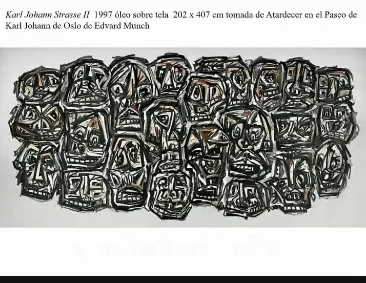 Karl Johann Strasse II 1997 óleo sobre tela 202 x 407 cm tomada de Atardecer en el Paseo de
Karl Johann de Oslo de Edvard Munch